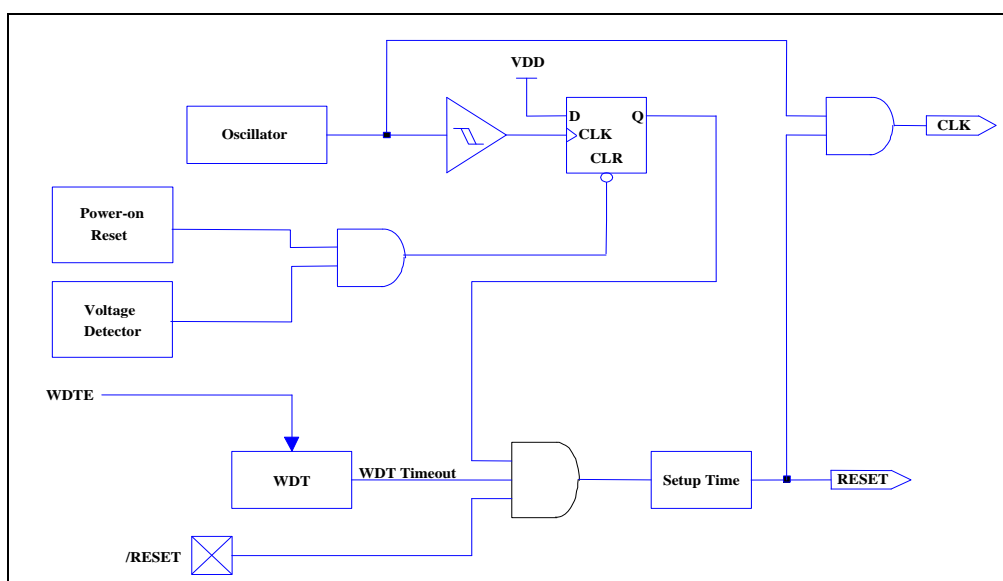 VDD
Oscillator
D
Q
CLK
CLR
CLK
Power-on
Reset
Voltage
Detector
WDTE
WDT
WDT Timeout
Setup Time
RESET
/RESET